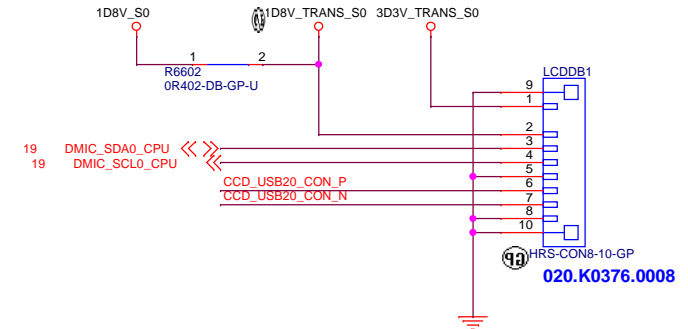 1D8V_S0 1D8V_TRANS_S0 3D3V_TRANS_S0
1 2
R6602
0R402-DB-GP-U
LCDDB1
9
1
2
19 DMIC_SDA0_CPU 3
19 DMIC_SCL0_CPU 4
5
CCD_USB20_CON_P 6
CCD_USB20_CON_N 7
8
10
GP HRS-CON8-10-GP
020.K0376.0008